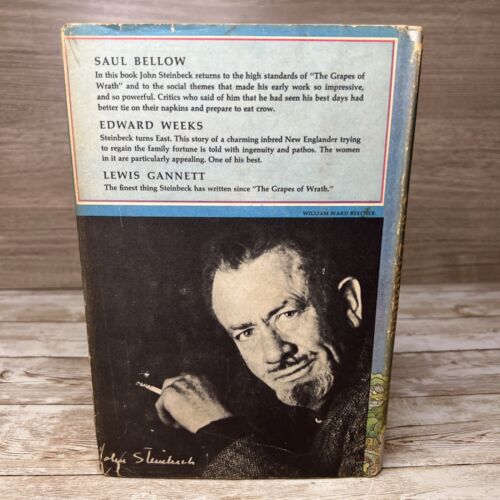 SAUL BELLOW
In this book John Steinbeck returns to the high standards of "The Grapes of
Wrath" and to the social themes that made his early work so impressive,
and so powerful. Critics who said of him that he had seen his best days had
better tie on their napkins and prepare to eat crow.
EDWARD WEEKS
Steinbeck turns East. This story of a charming inbred New Englander trying
to regain the family fortune is told with ingenuity and pathos. The women
in it are particularly appealing. One of his best.
LEWIS GANNETT
The finest thing Steinbeck has written since "The Grapes of Wrath."
WILLIAM WARD BEECHER
John Steinbeck